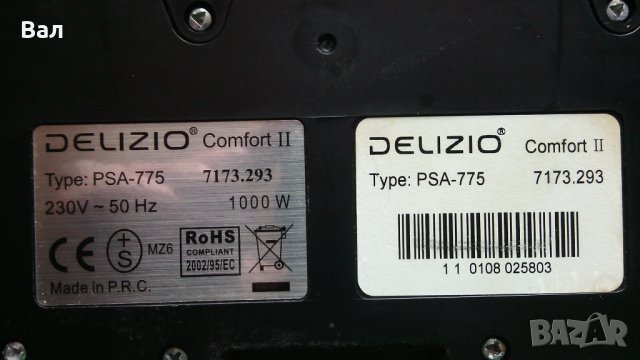 Вал
DELIZIO® Comfort II
Type: PSA-775 7173.293
230V ~ 50 Hz 1000 W
CE +S MZ6 RoHS
COMPLIANT
2002/95/EC
Made in P.R.C.
DELIZIO® Comfort II
Type: PSA-775 7173.293
1 1 0108 025803
BAZAR